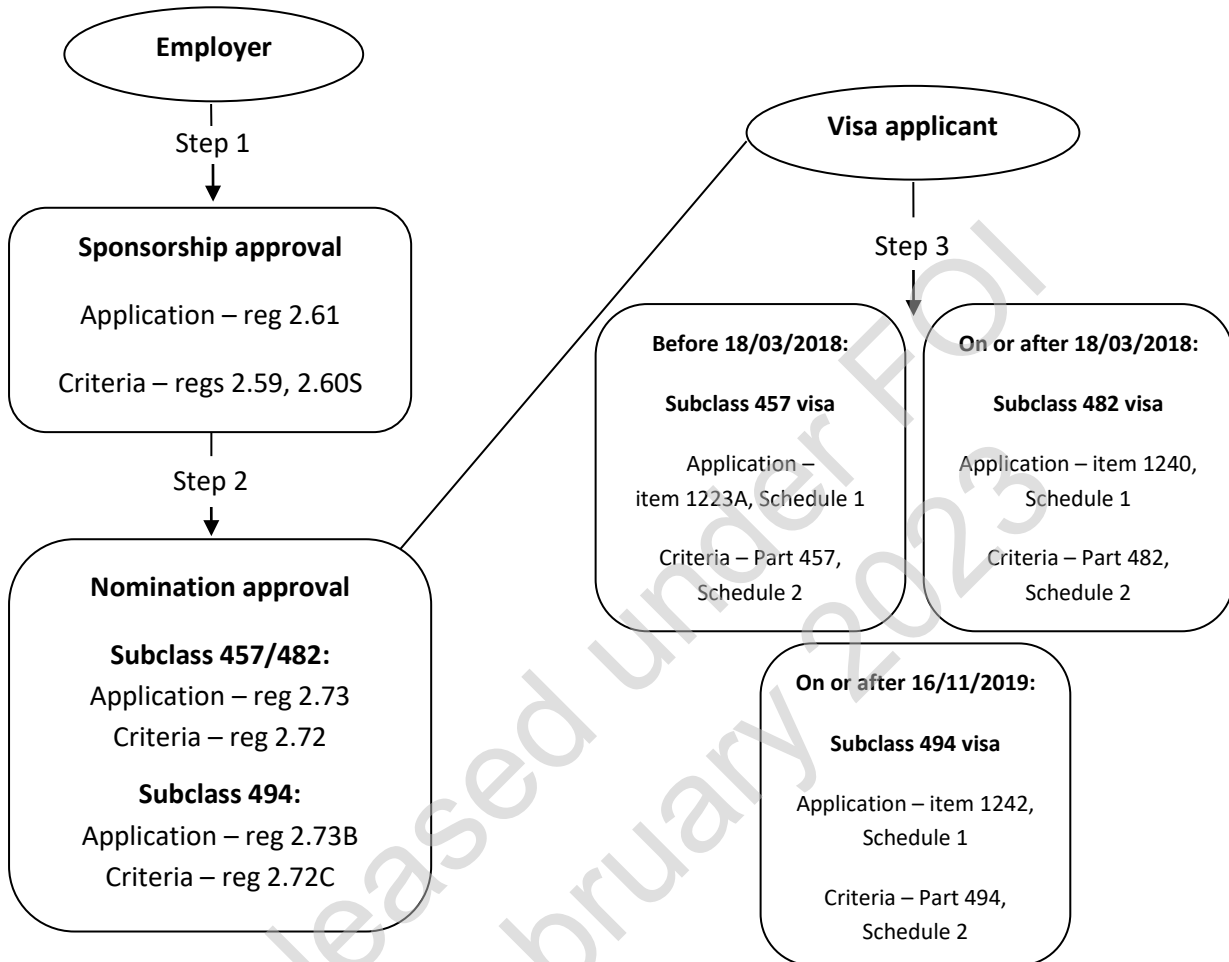 Employer
Step 1
Sponsorship approval
Application – reg 2.61
Criteria – regs 2.59, 2.60S
Step 2
Nomination approval
Subclass 457/482:
Application – reg 2.73
Criteria – reg 2.72
Subclass 494:
Application – reg 2.73B
Criteria – reg 2.72C
Visa applicant
Step 3
Before 18/03/2018:
Subclass 457 visa
Application –
item 1223A, Schedule 1
Criteria – Part 457,
Schedule 2
On or after 18/03/2018:
Subclass 482 visa
Application – item 1240,
Schedule 1
Criteria – Part 482,
Schedule 2
On or after 16/11/2019:
Subclass 494 visa
Application – item 1242,
Schedule 1
Criteria – Part 494,
Schedule 2
leased under FOI
bruary 2023